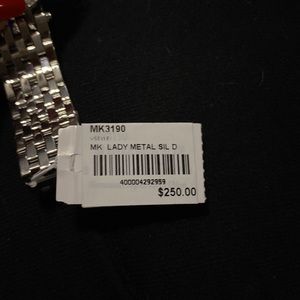 MK3190
MK LADY METAL SIL D
400004292959
$250.00